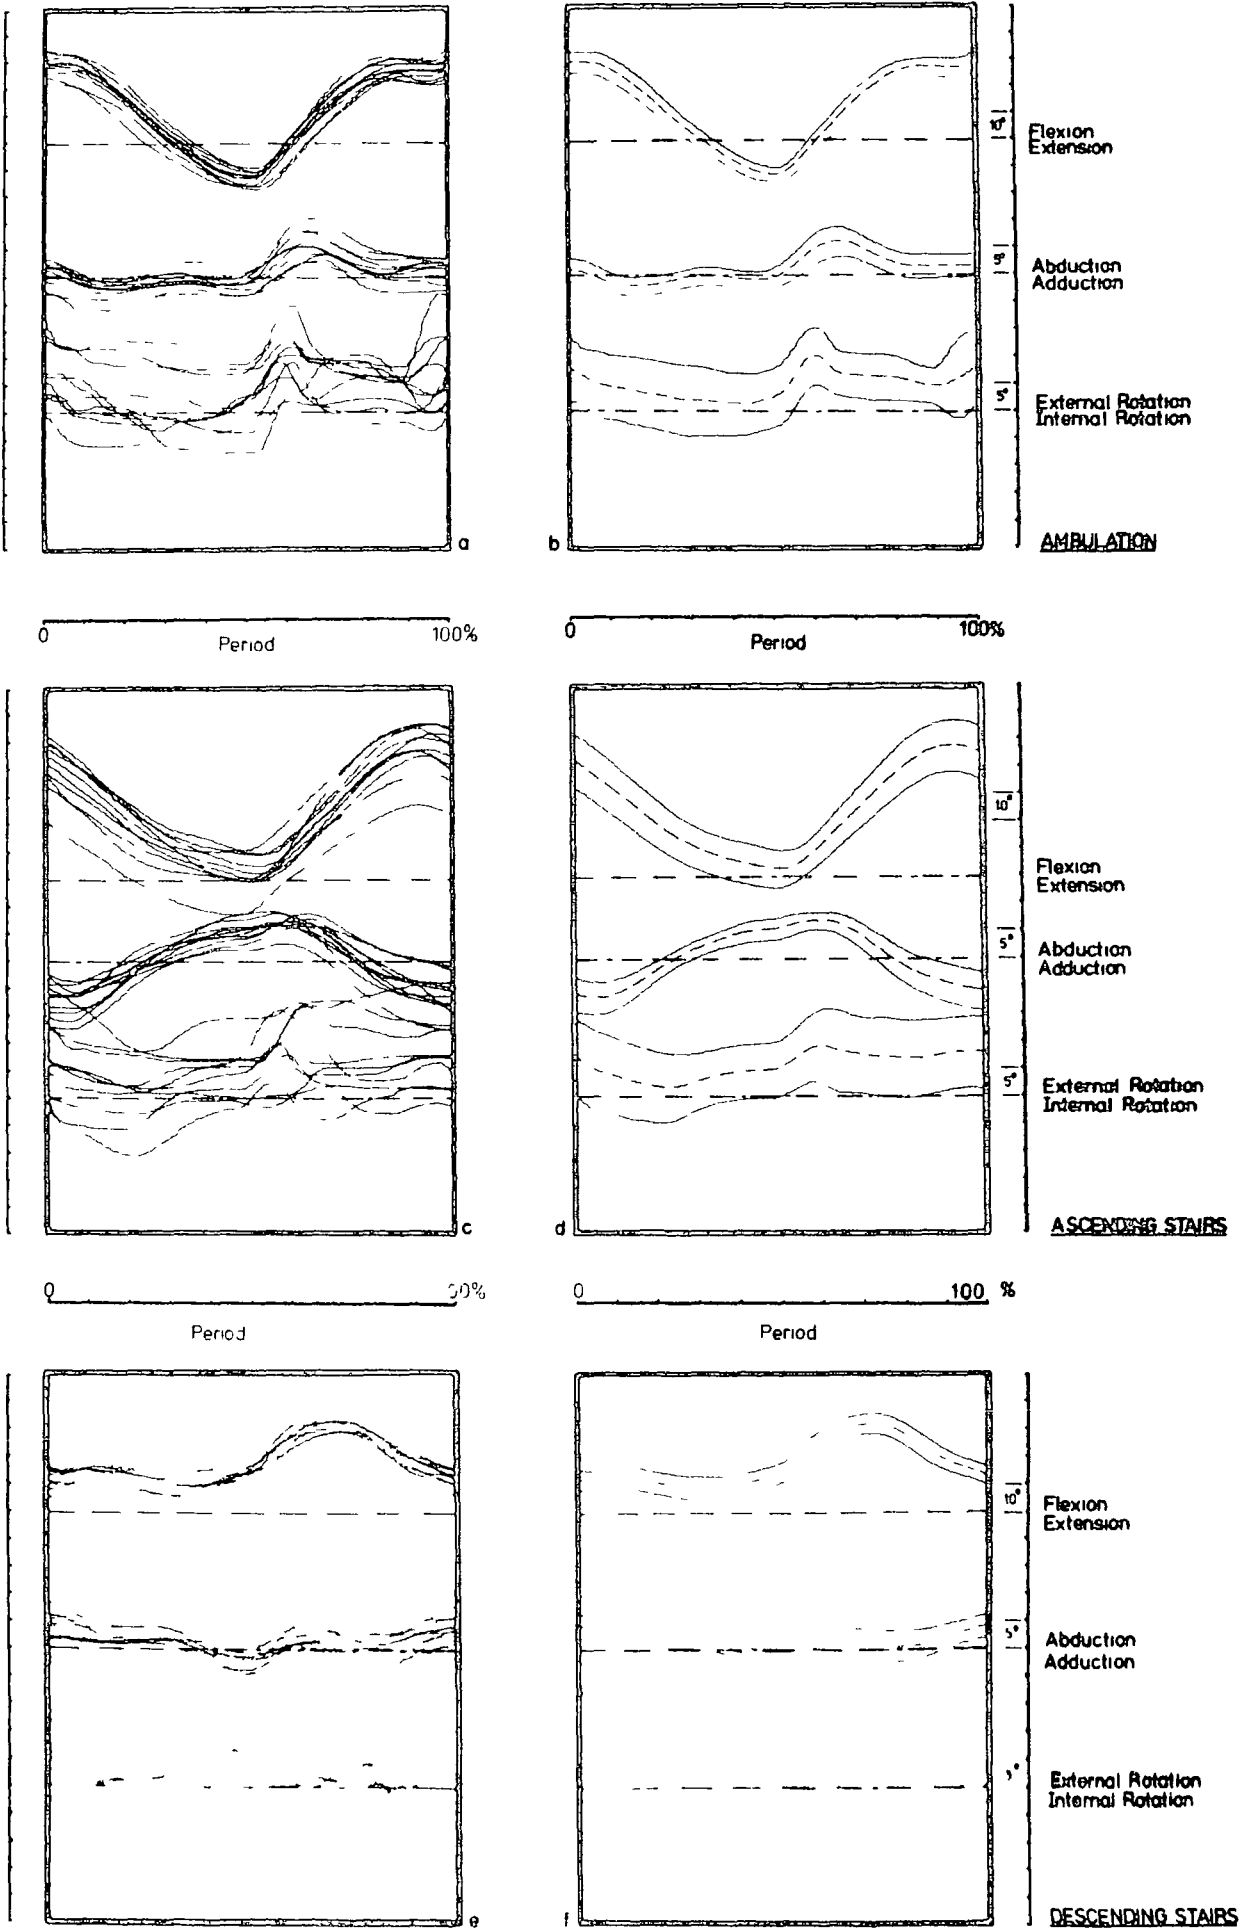 10°
Flexion
Extension
5°
Abduction
Adduction
5°
External Rotation
Internal Rotation
a
b
AMBULATION
0
100%
Period
0
100%
Period
10°
Flexion
Extension
5°
Abduction
Adduction
5°
External Rotation
Internal Rotation
c
d
ASCENDING STAIRS
0
00%
Period
0
100 %
Period
10°
Flexion
Extension
5°
Abduction
Adduction
5°
External Rotation
Internal Rotation
e
f
DESCENDING STAIRS